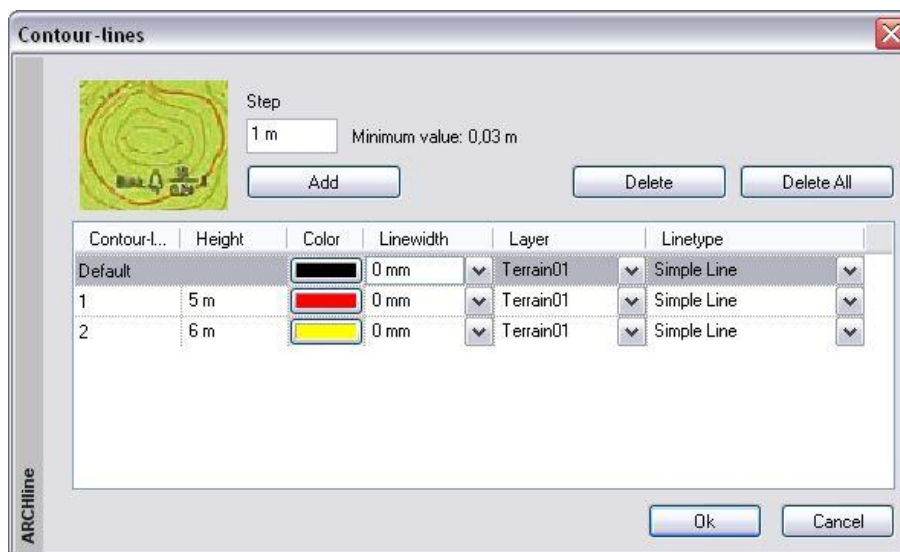 Contour-lines
Step
1 m Minimum value: 0,03 m
Add Delete Delete All
Contour-l... Height Color Linewidth Layer Linetype
Default 0 mm Terrain01 Simple Line
1 5 m 0 mm Terrain01 Simple Line
2 6 m 0 mm Terrain01 Simple Line
ARCHline
Ok Cancel